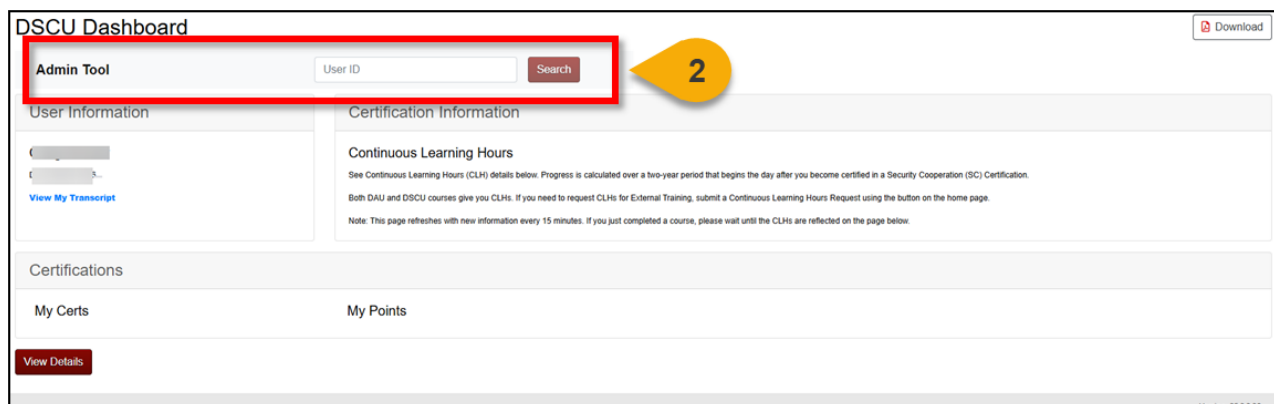 DSCU Dashboard
Download
Admin Tool
User ID
Search
2
User Information
Certification Information
Continuous Learning Hours
See Continuous Learning Hours (CLH) details below. Progress is calculated over a two-year period that begins the day after you become certified in a Security Cooperation (SC) Certification.
View My Transcript
Both DAU and DSCU courses give you CLHs. If you need to request CLHs for External Training, submit a Continuous Learning Hours Request using the button on the home page.
Note: This page refreshes with new information every 15 minutes. If you just completed a course, please wait until the CLHs are reflected on the page below.
Certifications
My Certs
My Points
View Details